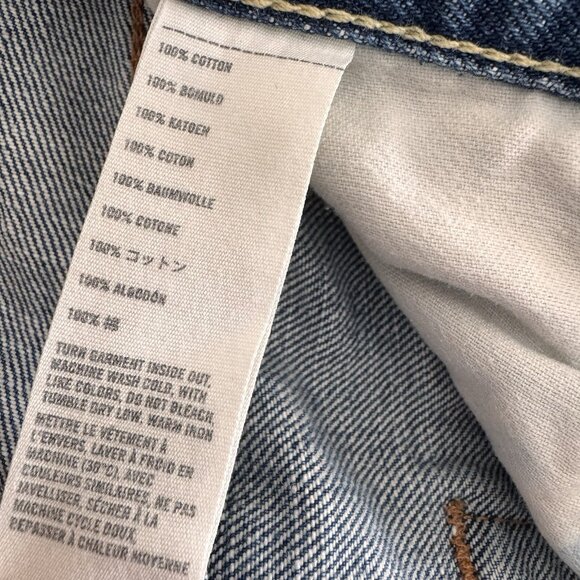 100% COTTON
100% BOMULD
100% KATOEN
100% COTON
100% BAUMWOLLE
100% COTONE
100% コットン
100% ALGODÓN
100% 棉
TURN GARMENT INSIDE OUT,
MACHINE WASH COLD, WITH
LIKE COLORS, DO NOT BLEACH,
TUMBLE DRY LOW, WARM IRON
METTRE LE VÊTEMENT À
L'ENVERS, LAVER À FROID EN
MACHINE (30°C), AVEC
COULEURS SIMILAIRES, NE PAS
JAVELLISER, SÉCHER À LA
MACHINE CYCLE DOUX,
REPASSER À CHALEUR MOYENNE